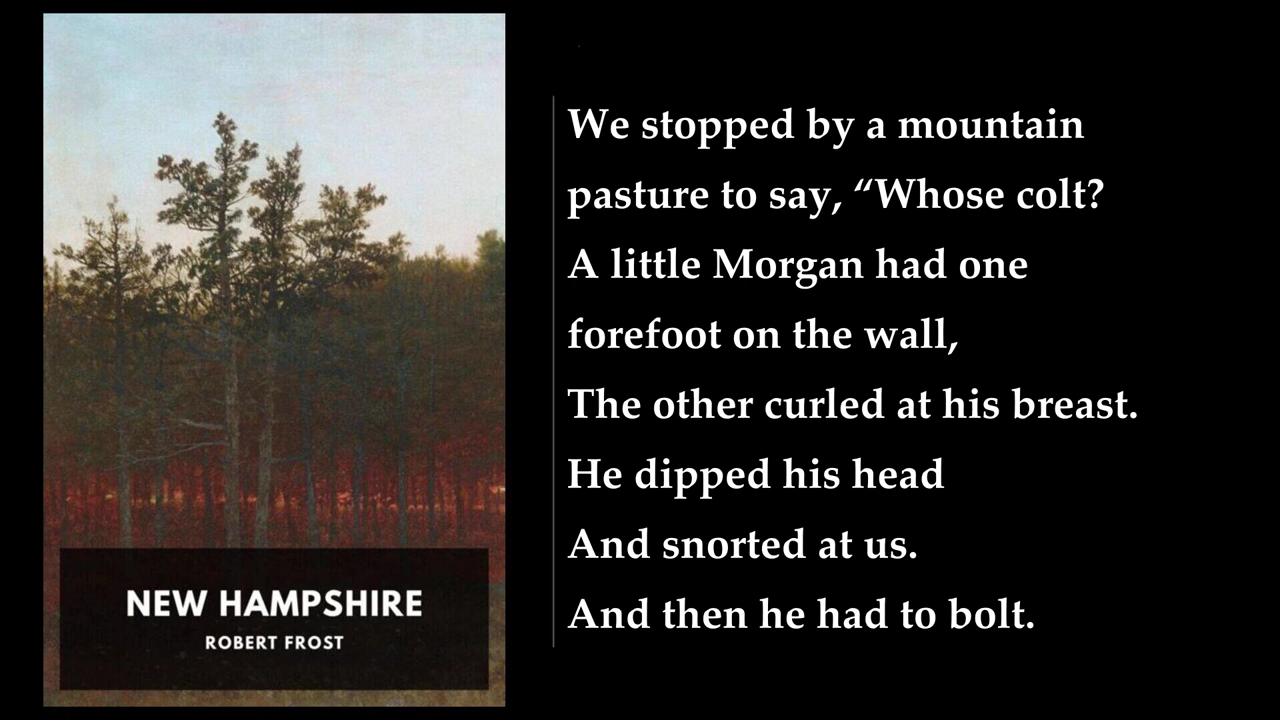 NEW HAMPSHIRE
ROBERT FROST
We stopped by a mountain
pasture to say, “Whose colt?
A little Morgan had one
forefoot on the wall,
The other curled at his breast.
He dipped his head
And snorted at us.
And then he had to bolt.